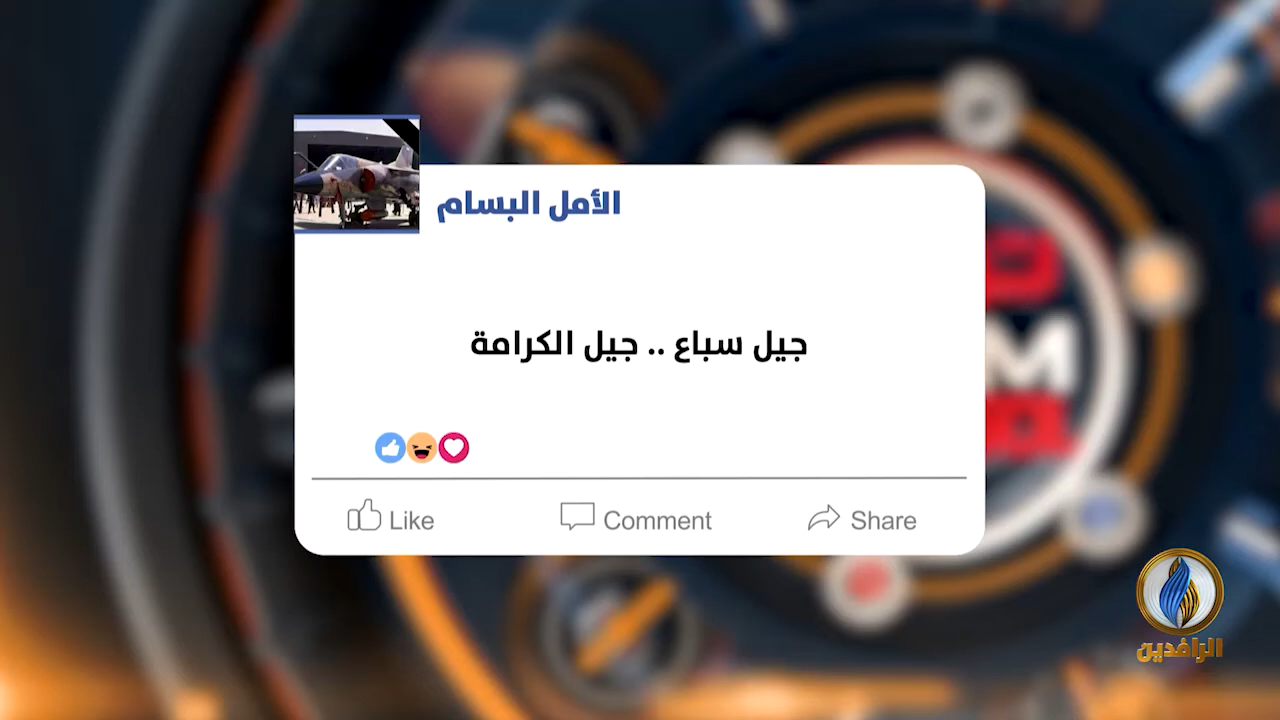 الأمل البسام
جيل سباع .. جيل الكرامة
Like
Comment
Share
الرافدين